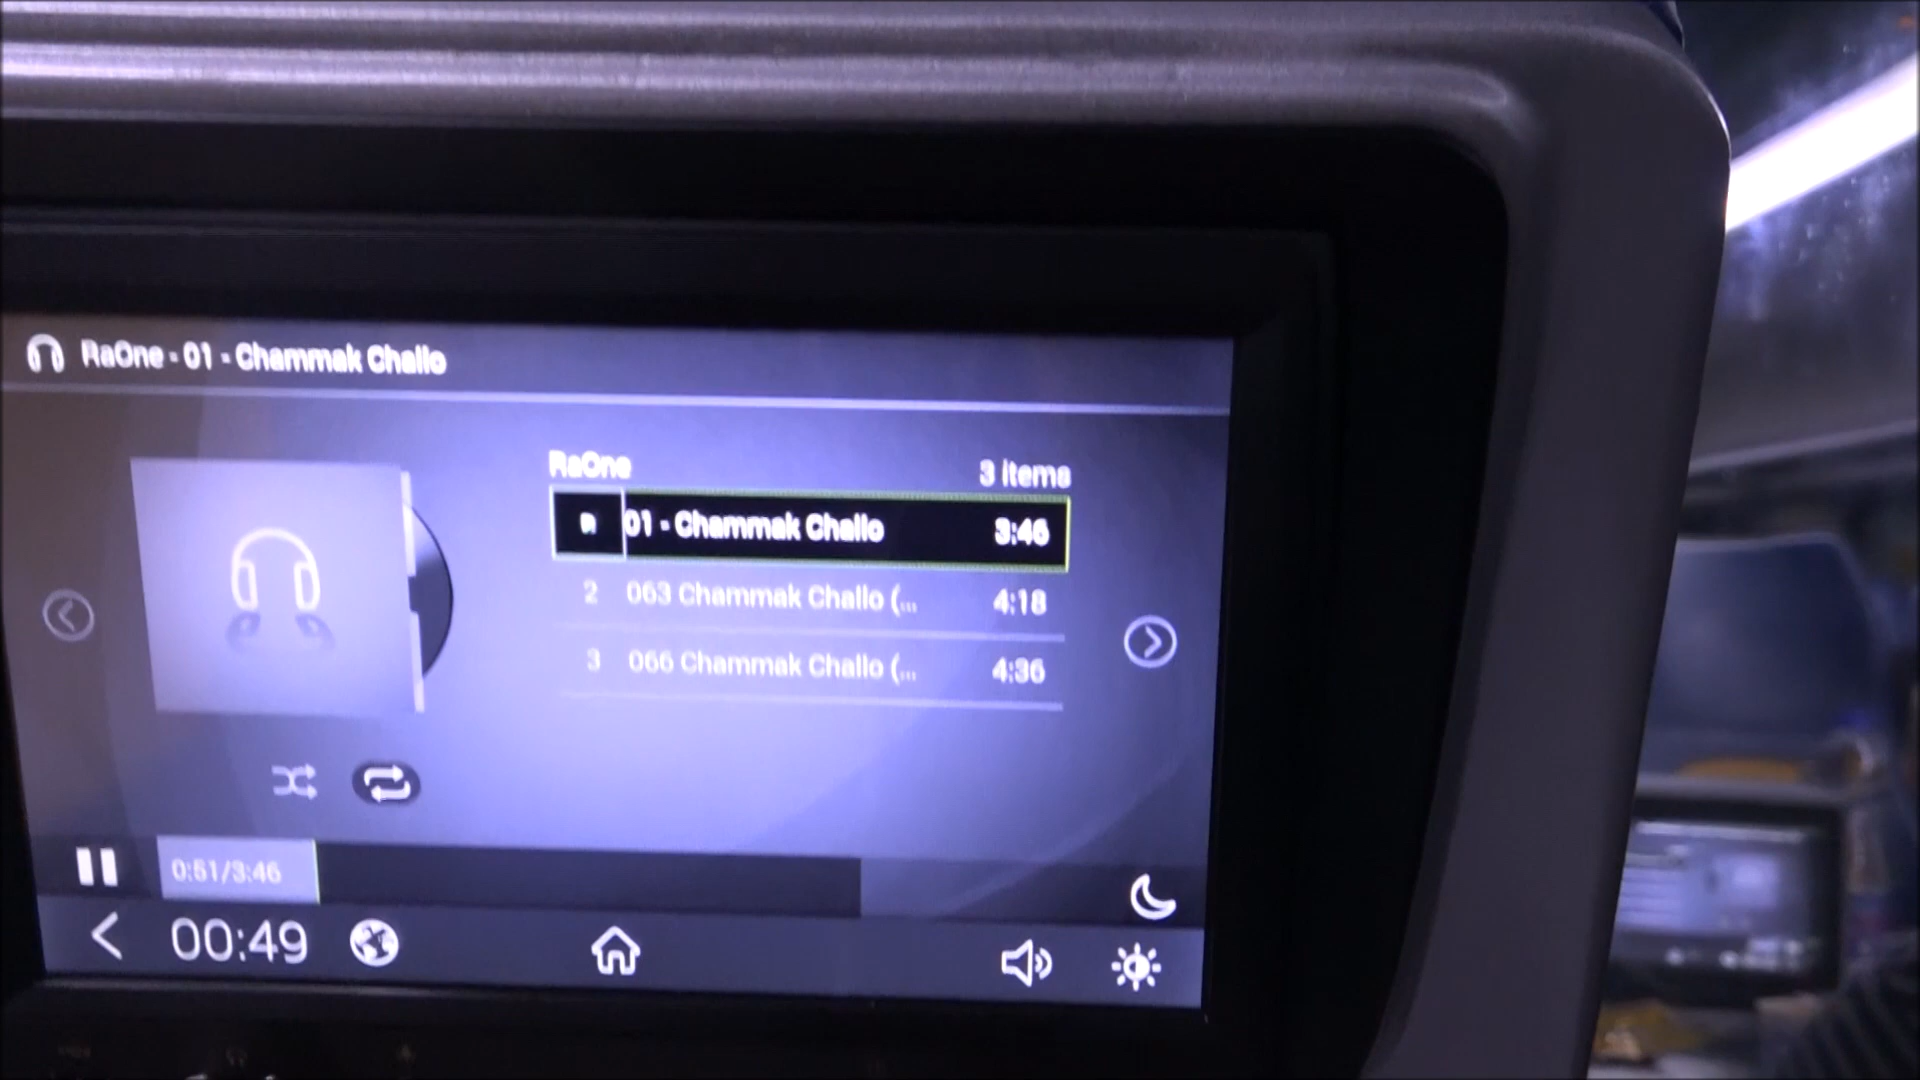 RaOne - 01 - Chammak Challo
RaOne 3 items
01 - Chammak Challo 3:46
2 063 Chammak Challo (... 4:18
3 066 Chammak Challo (... 4:36
0:51/3:46
00:49